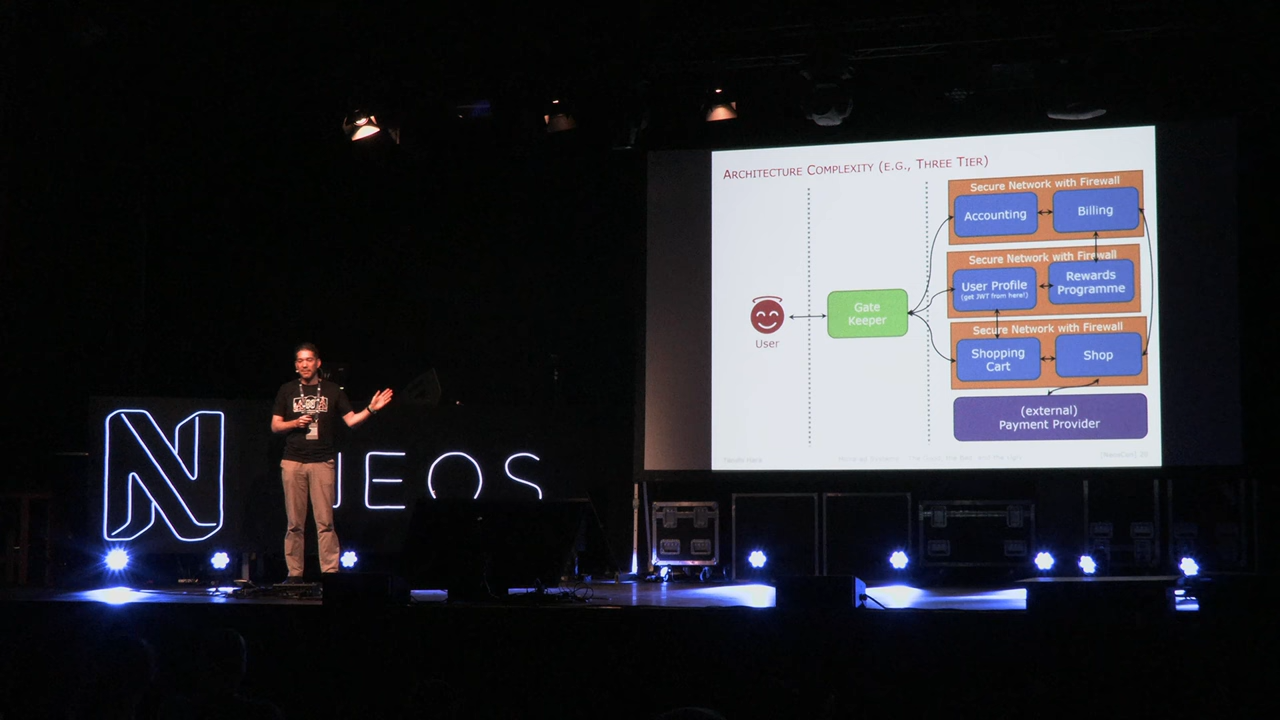 ARCHITECTURE COMPLEXITY (E.G., THREE TIER)
Secure Network with Firewall
Accounting
Billing
Secure Network with Firewall
User Profile
(get JWT from here!)
Rewards
Programme
Gate
Keeper
User
Secure Network with Firewall
Shopping
Cart
Shop
(external)
Payment Provider
N
NEOS